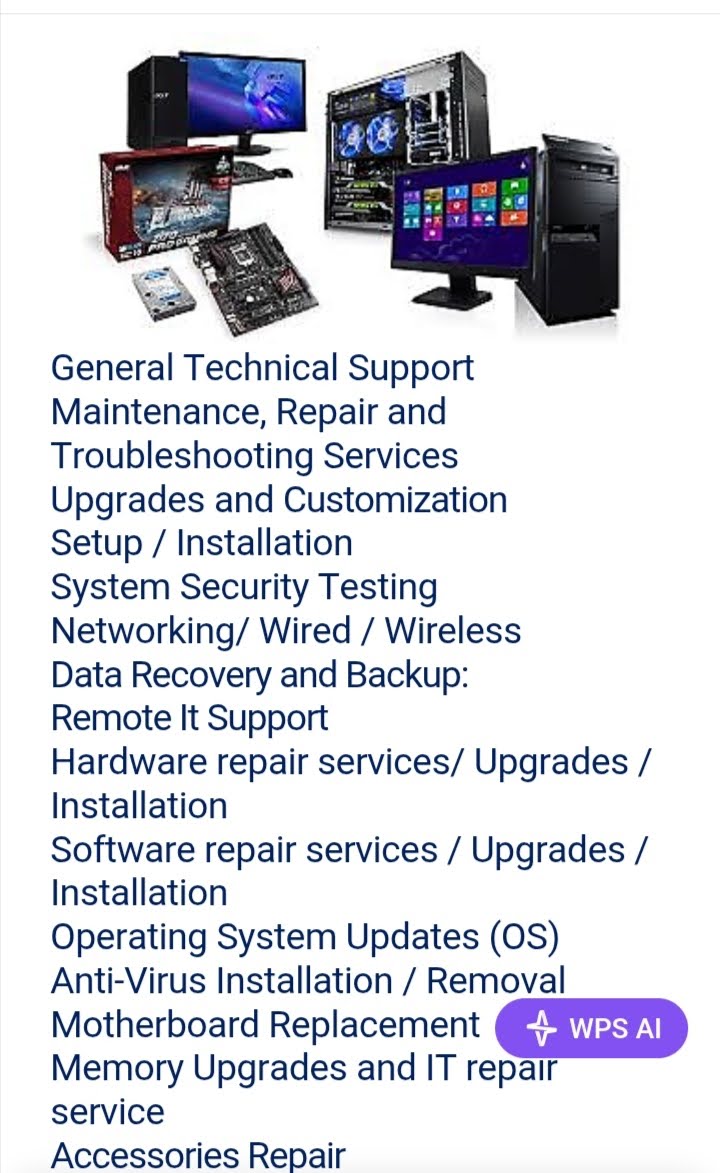 General Technical Support
Maintenance, Repair and
Troubleshooting Services
Upgrades and Customization
Setup / Installation
System Security Testing
Networking/ Wired / Wireless
Data Recovery and Backup:
Remote It Support
Hardware repair services/ Upgrades /
Installation
Software repair services / Upgrades /
Installation
Operating System Updates (OS)
Anti-Virus Installation / Removal
Motherboard Replacement
WPS AI
Memory Upgrades and IT repair
service
Accessories Repair